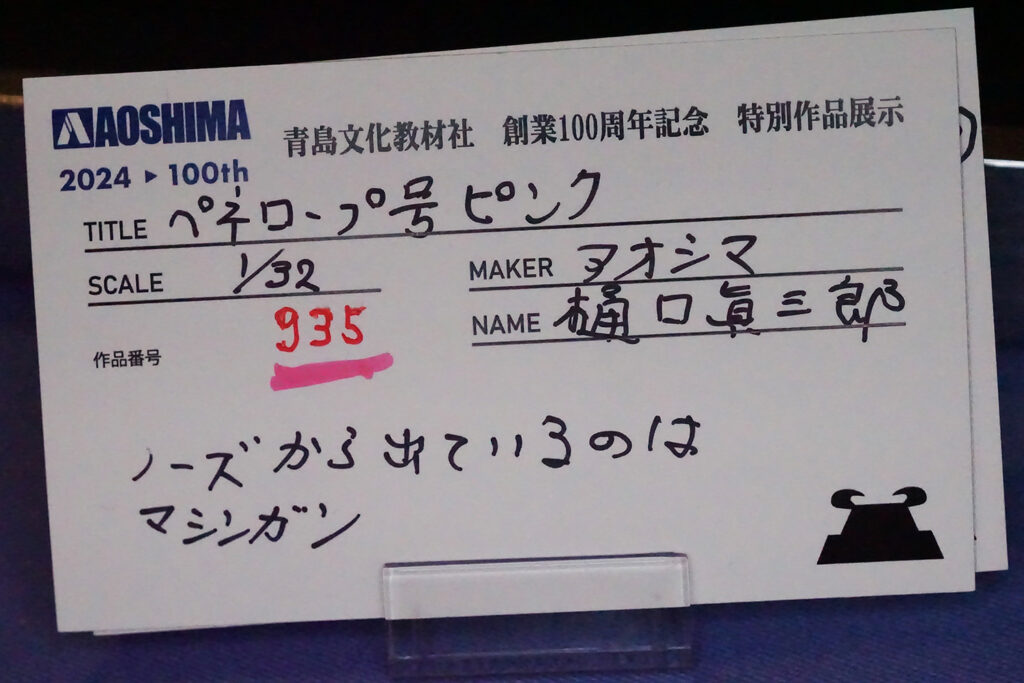 AOSHIMA
2024 ▶ 100th
青島文化教材社 創業100周年記念 特別作品展示
TITLE ペネロープ号ピンク
SCALE 1/32
MAKER アオシマ
NAME 樋口眞三郎
作品番号 935
ノーズから出ているのは
マシンガン